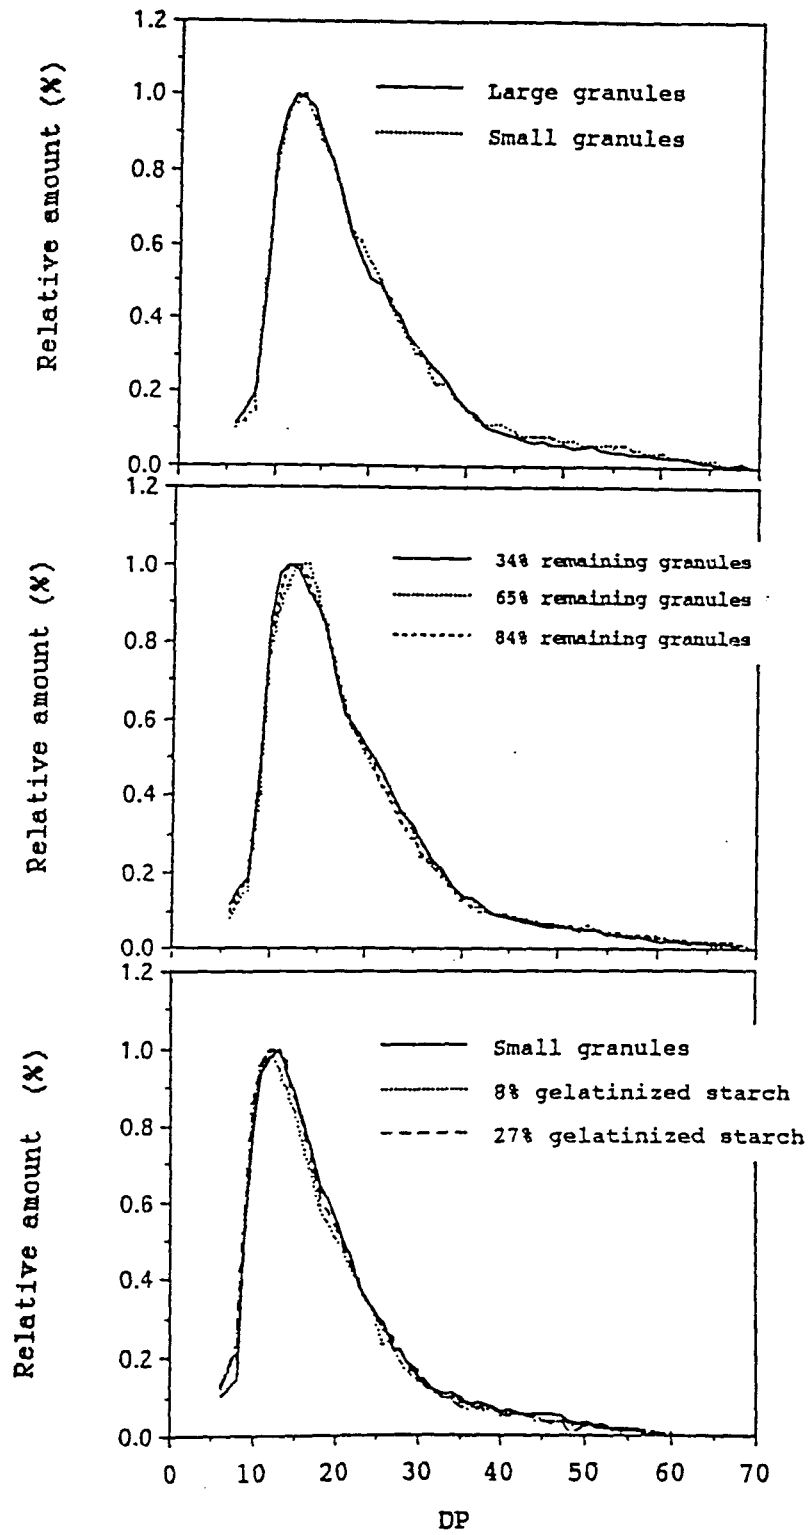 1.2
1.0
0.8
0.6
0.4
0.2
0.0
Relative amount (%)
Large granules
Small granules
1.2
1.0
0.8
0.6
0.4
0.2
0.0
Relative amount (%)
34% remaining granules
65% remaining granules
84% remaining granules
1.2
1.0
0.8
0.6
0.4
0.2
0.0
Relative amount (%)
Small granules
8% gelatinized starch
27% gelatinized starch
0 10 20 30 40 50 60 70
DP